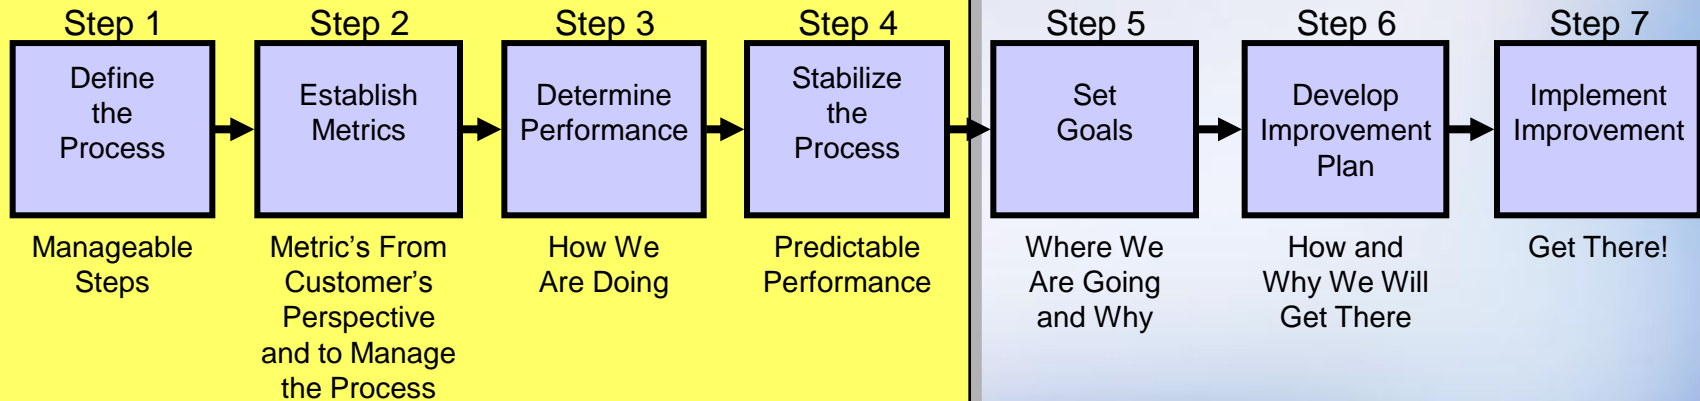 Step 1
Define
the
Process
Manageable
Steps
Step 2
Establish
Metrics
Metric's From
Customer's
Perspective
and to Manage
the Process
Step 3
Determine
Performance
How We
Are Doing
Step 4
Stabilize
the
Process
Predictable
Performance
Step 5
Set
Goals
Where We
Are Going
and Why
Step 6
Develop
Improvement
Plan
How and
Why We Will
Get There
Step 7
Implement
Improvement
Get There!